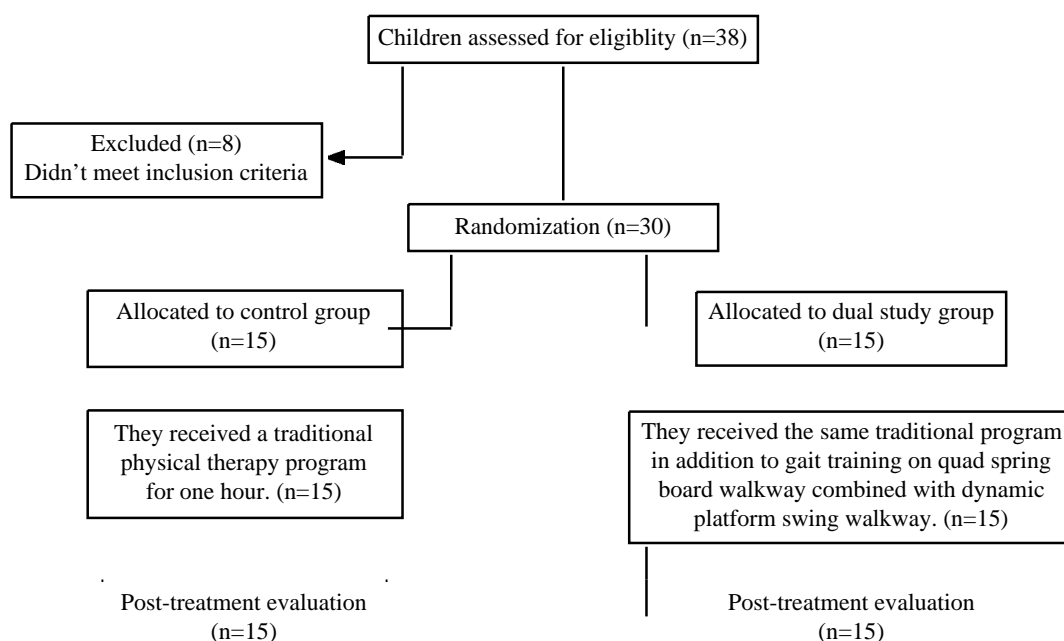 Children assessed for eligiblity (n=38)
Excluded (n=8)
Didn’t meet inclusion criteria
Randomization (n=30)
Allocated to control group
(n=15)
Allocated to dual study group
(n=15)
They received a traditional
physical therapy program
for one hour. (n=15)
They received the same traditional program
in addition to gait training on quad spring
board walkway combined with dynamic
platform swing walkway. (n=15)
Post-treatment evaluation
(n=15)
Post-treatment evaluation
(n=15)